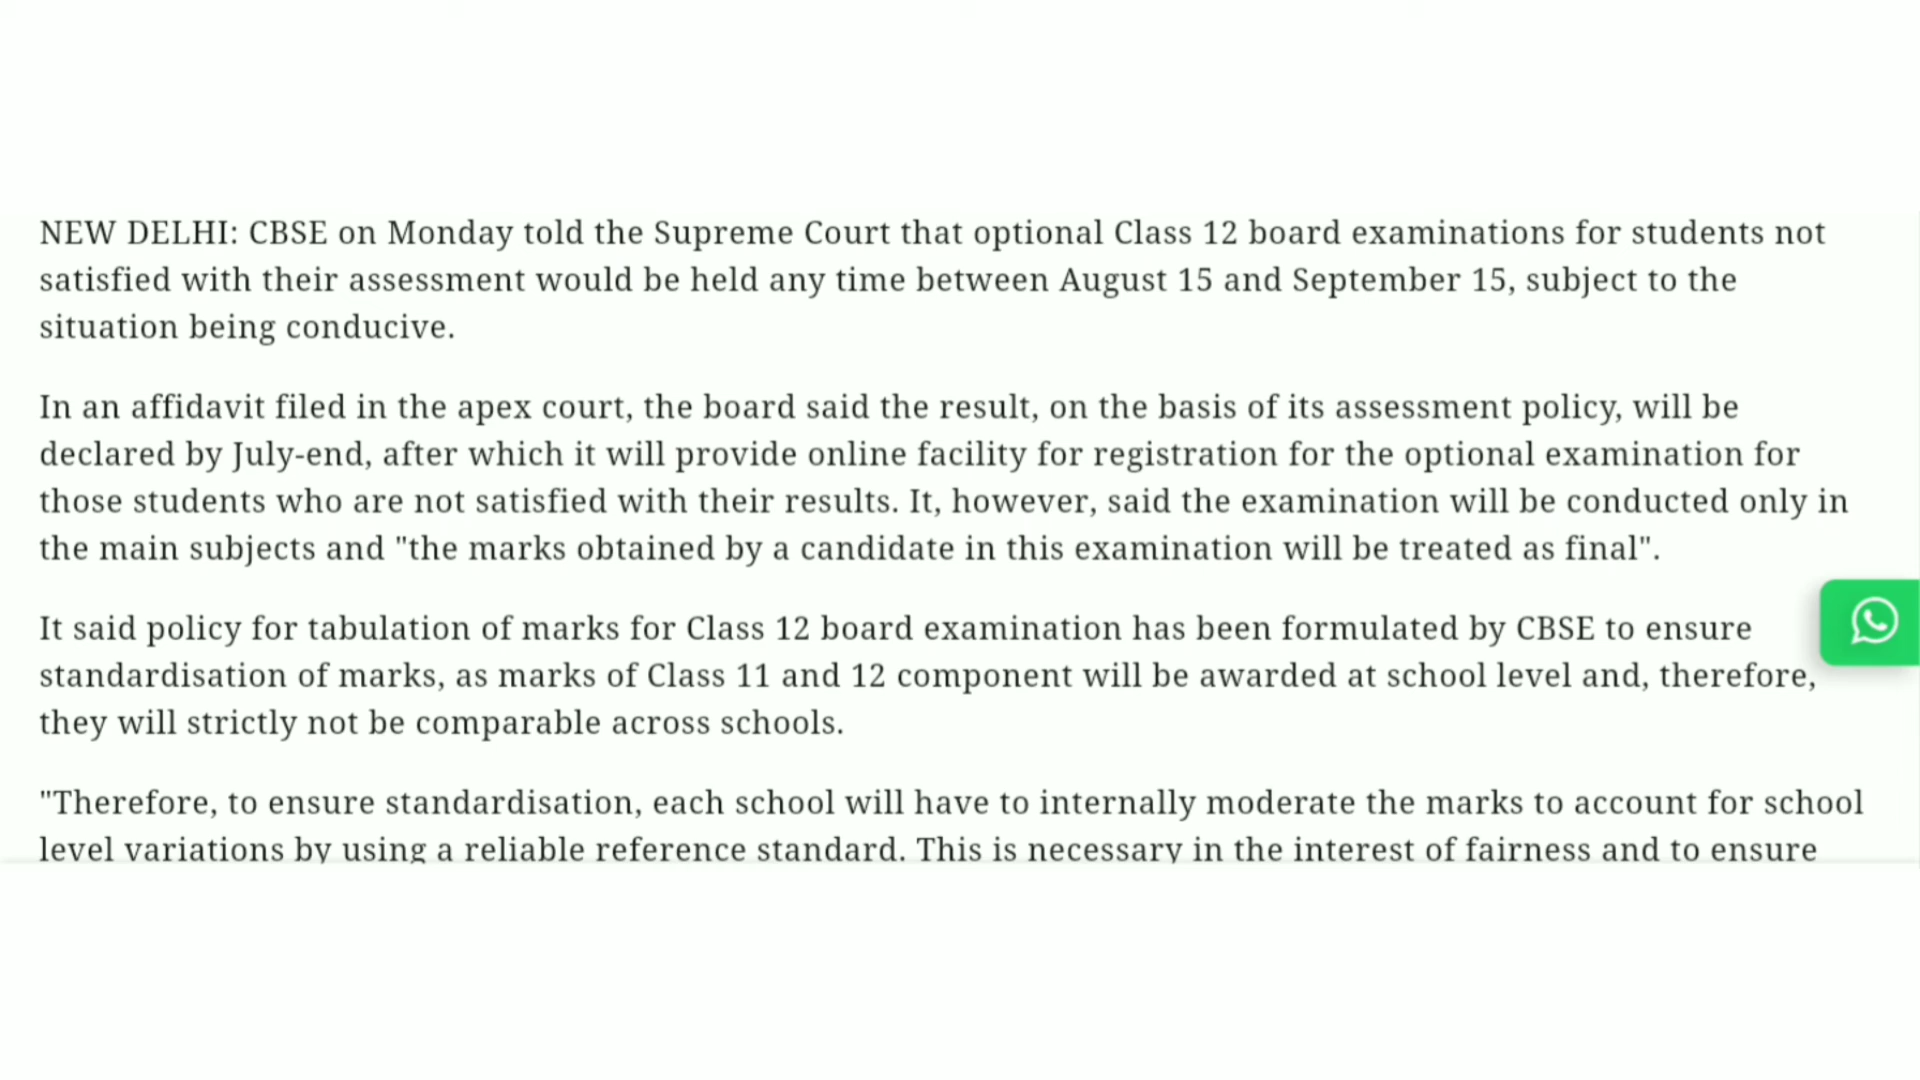 NEW DELHI: CBSE on Monday told the Supreme Court that optional Class 12 board examinations for students not
satisfied with their assessment would be held any time between August 15 and September 15, subject to the
situation being conducive.
In an affidavit filed in the apex court, the board said the result, on the basis of its assessment policy, will be
declared by July-end, after which it will provide online facility for registration for the optional examination for
those students who are not satisfied with their results. It, however, said the examination will be conducted only in
the main subjects and "the marks obtained by a candidate in this examination will be treated as final".
It said policy for tabulation of marks for Class 12 board examination has been formulated by CBSE to ensure
standardisation of marks, as marks of Class 11 and 12 component will be awarded at school level and, therefore,
they will strictly not be comparable across schools.
"Therefore, to ensure standardisation, each school will have to internally moderate the marks to account for school
level variations by using a reliable reference standard. This is necessary in the interest of fairness and to ensure